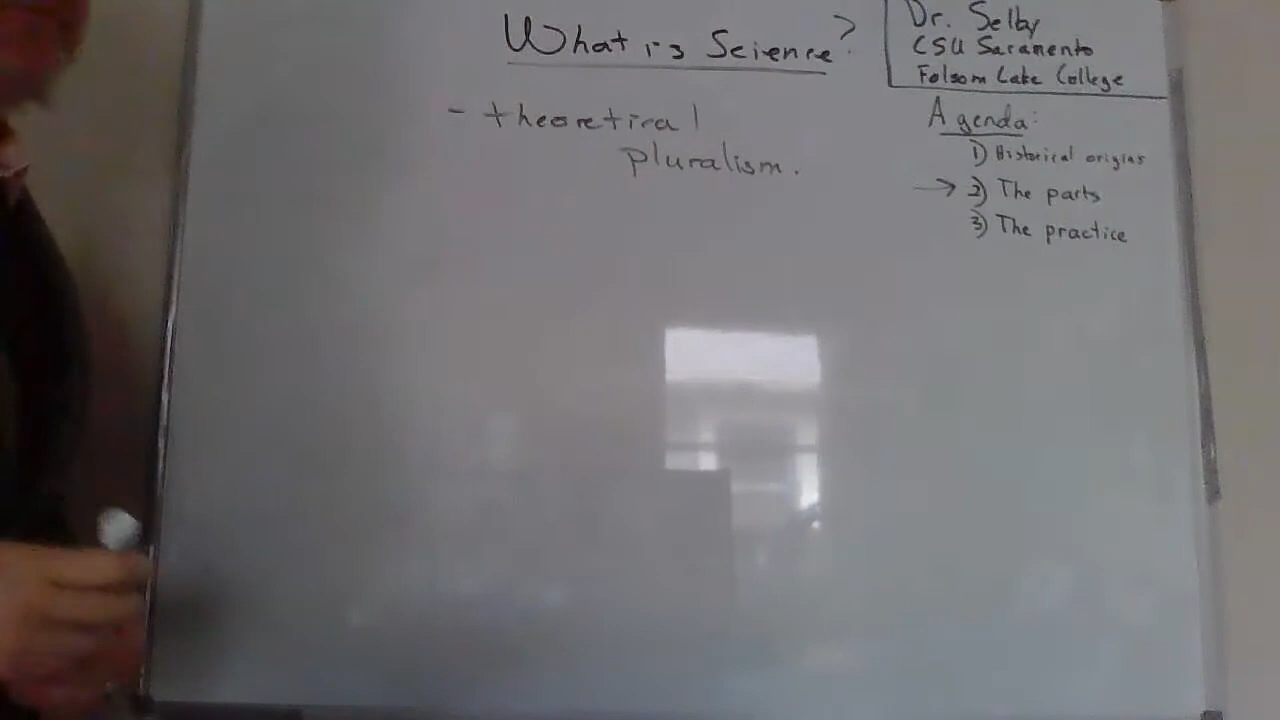 What is Science?
- theoretical
pluralism.
Dr. Selby
CSU Saramento
Folsom Lake College
Agenda:
1) Historical origins
→ 2) The parts
3) The practice